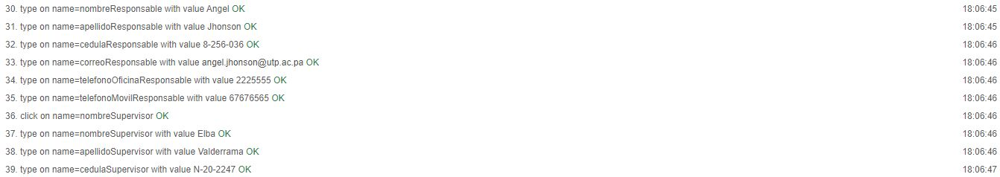 30. type on name=nombreResponsable with value Angel OK 18:06:45
31. type on name=apellidoResponsable with value Jhonson OK 18:06:45
32. type on name=cedulaResponsable with value 8-256-036 OK 18:06:46
33. type on name=correoResponsable with value angel.jhonson@utp.ac.pa OK 18:06:46
34. type on name=telefonoOficinaResponsable with value 2225555 OK 18:06:46
35. type on name=telefonoMovilResponsable with value 67676565 OK 18:06:46
36. click on name=nombreSupervisor OK 18:06:46
37. type on name=nombreSupervisor with value Elba OK 18:06:46
38. type on name=apellidoSupervisor with value Valderrama OK 18:06:46
39. type on name=cedulaSupervisor with value N-20-2247 OK 18:06:47